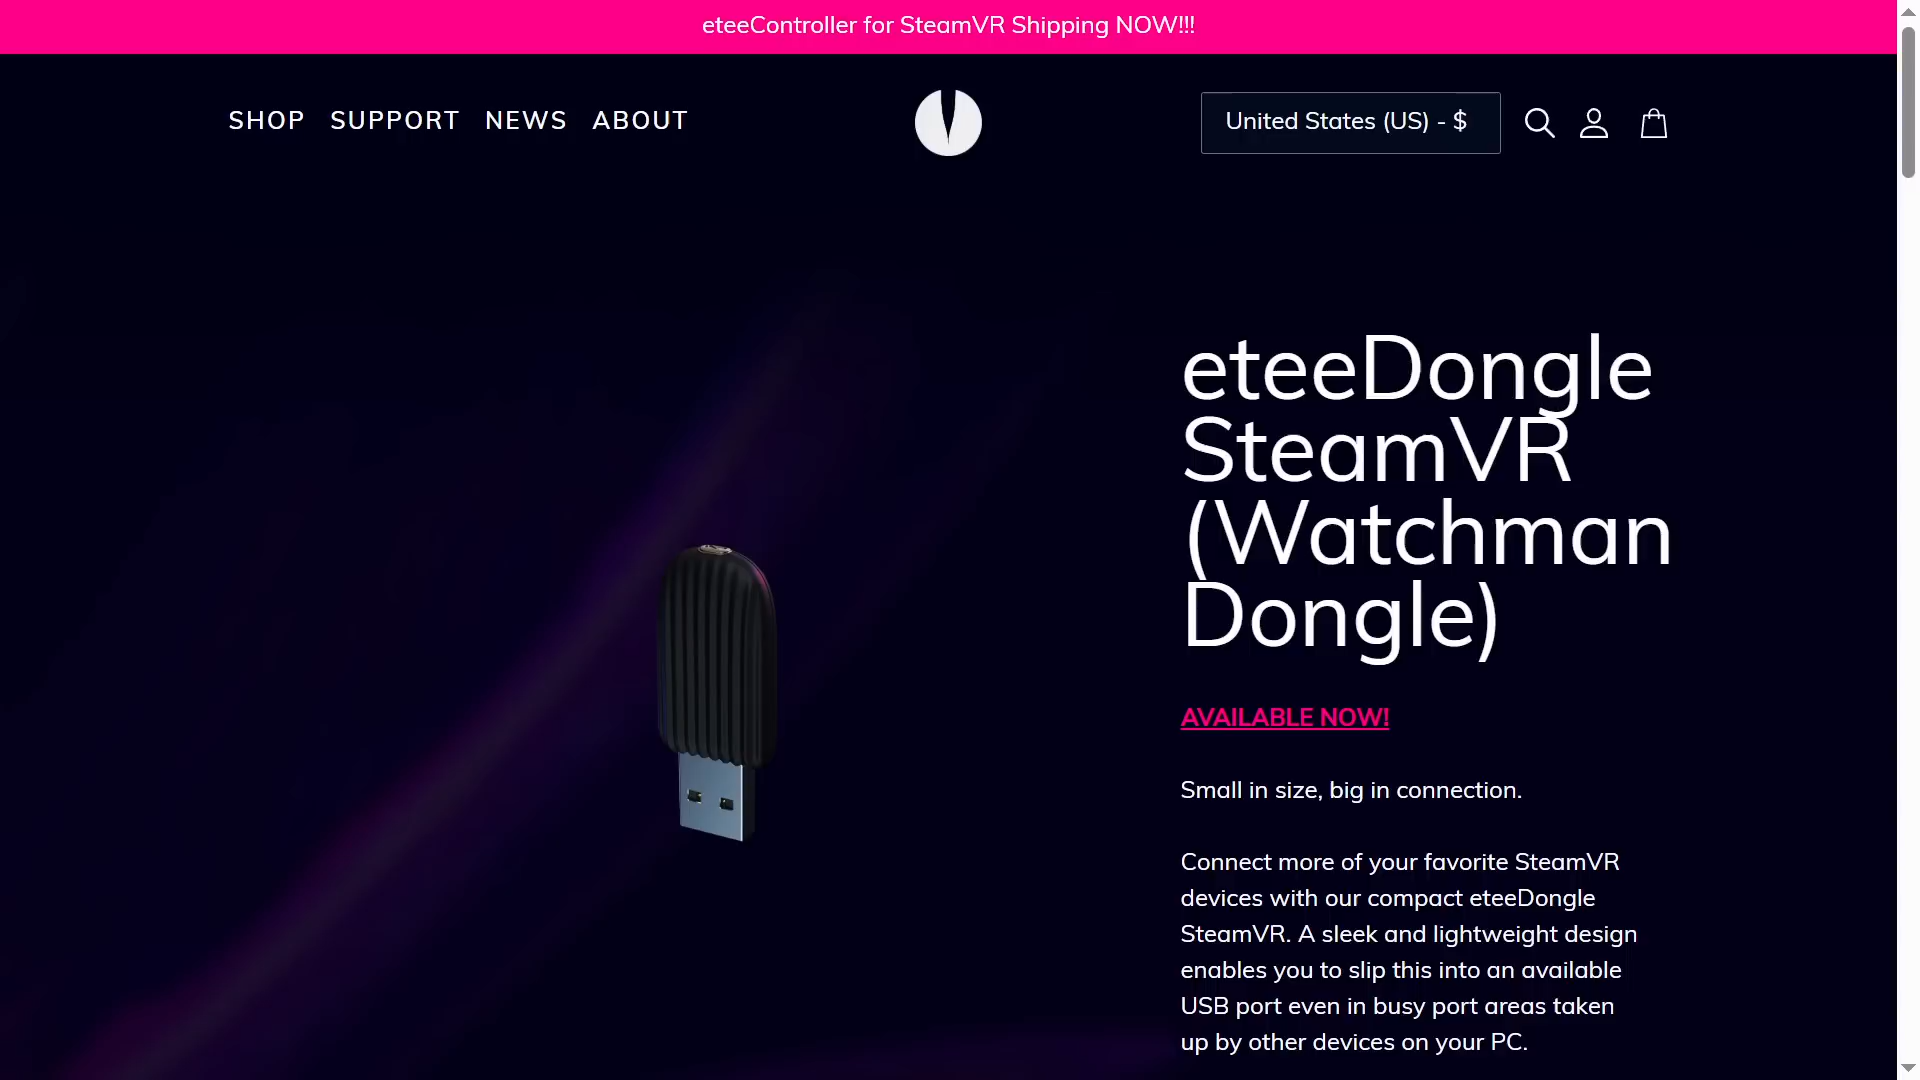 eteeController for SteamVR Shipping NOW!!!
SHOP SUPPORT NEWS ABOUT
United States (US) - $
eteeDongle
SteamVR
(Watchman
Dongle)
AVAILABLE NOW!
Small in size, big in connection.
Connect more of your favorite SteamVR
devices with our compact eteeDongle
SteamVR. A sleek and lightweight design
enables you to slip this into an available
USB port even in busy port areas taken
up by other devices on your PC.